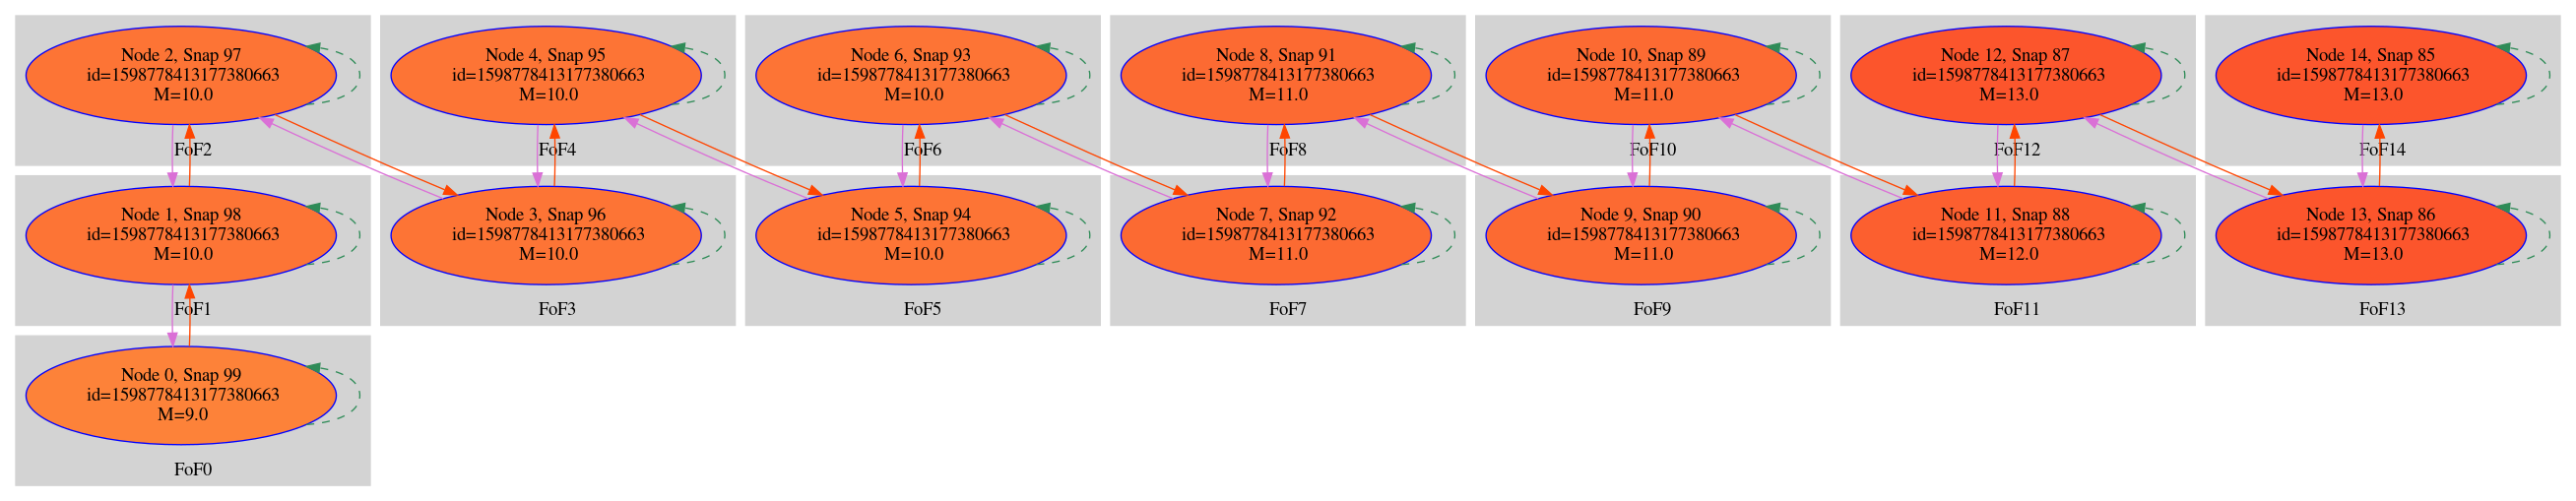 Node 2, Snap 97
id=1598778413177380663
M=10.0
FoF2
Node 4, Snap 95
id=1598778413177380663
M=10.0
FoF4
Node 6, Snap 93
id=1598778413177380663
M=10.0
FoF6
Node 8, Snap 91
id=1598778413177380663
M=11.0
FoF8
Node 10, Snap 89
id=1598778413177380663
M=11.0
FoF10
Node 12, Snap 87
id=1598778413177380663
M=13.0
FoF12
Node 14, Snap 85
id=1598778413177380663
M=13.0
FoF14
Node 1, Snap 98
id=1598778413177380663
M=10.0
FoF1
Node 3, Snap 96
id=1598778413177380663
M=10.0
FoF3
Node 5, Snap 94
id=1598778413177380663
M=10.0
FoF5
Node 7, Snap 92
id=1598778413177380663
M=11.0
FoF7
Node 9, Snap 90
id=1598778413177380663
M=11.0
FoF9
Node 11, Snap 88
id=1598778413177380663
M=12.0
FoF11
Node 13, Snap 86
id=1598778413177380663
M=13.0
FoF13
Node 0, Snap 99
id=1598778413177380663
M=9.0
FoF0